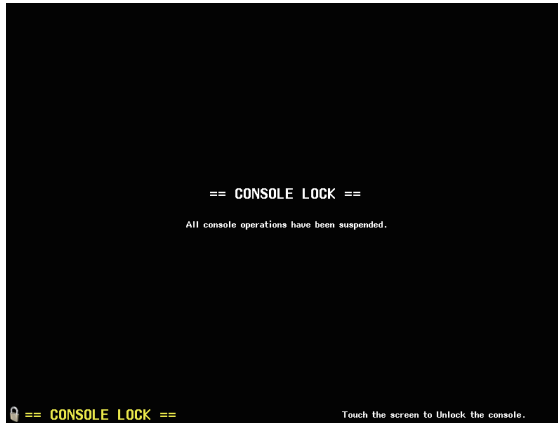 == CONSOLE LOCK ==
All console operations have been suspended.
== CONSOLE LOCK ==
Touch the screen to Unlock the console.